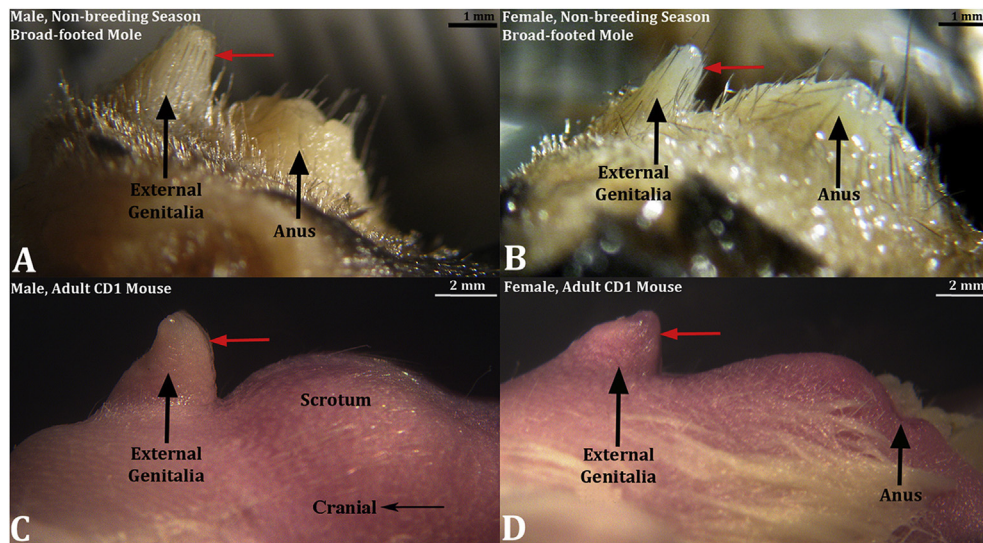 Male, Non-breeding Season
Broad-footed Mole
1 mm
External
Genitalia
Anus
A
Female, Non-breeding Season
Broad-footed Mole
1 mm
External
Genitalia
Anus
B
Male, Adult CD1 Mouse
2 mm
Scrotum
External
Genitalia
Cranial
C
Female, Adult CD1 Mouse
2 mm
External
Genitalia
Anus
D